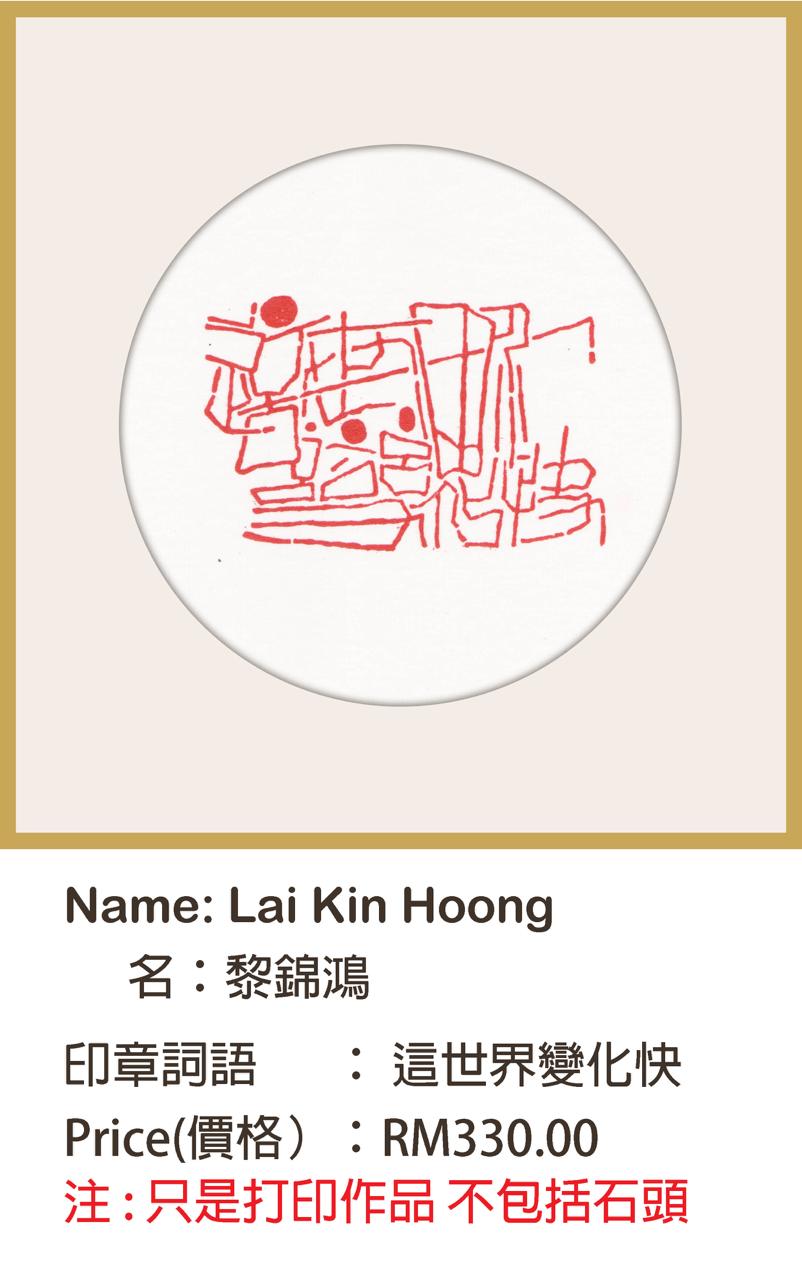 Name: Lai Kin Hoong
名：黎錦鴻
印章詞語 ： 這世界變化快
Price(價格）：RM330.00
注 : 只是打印作品 不包括石頭